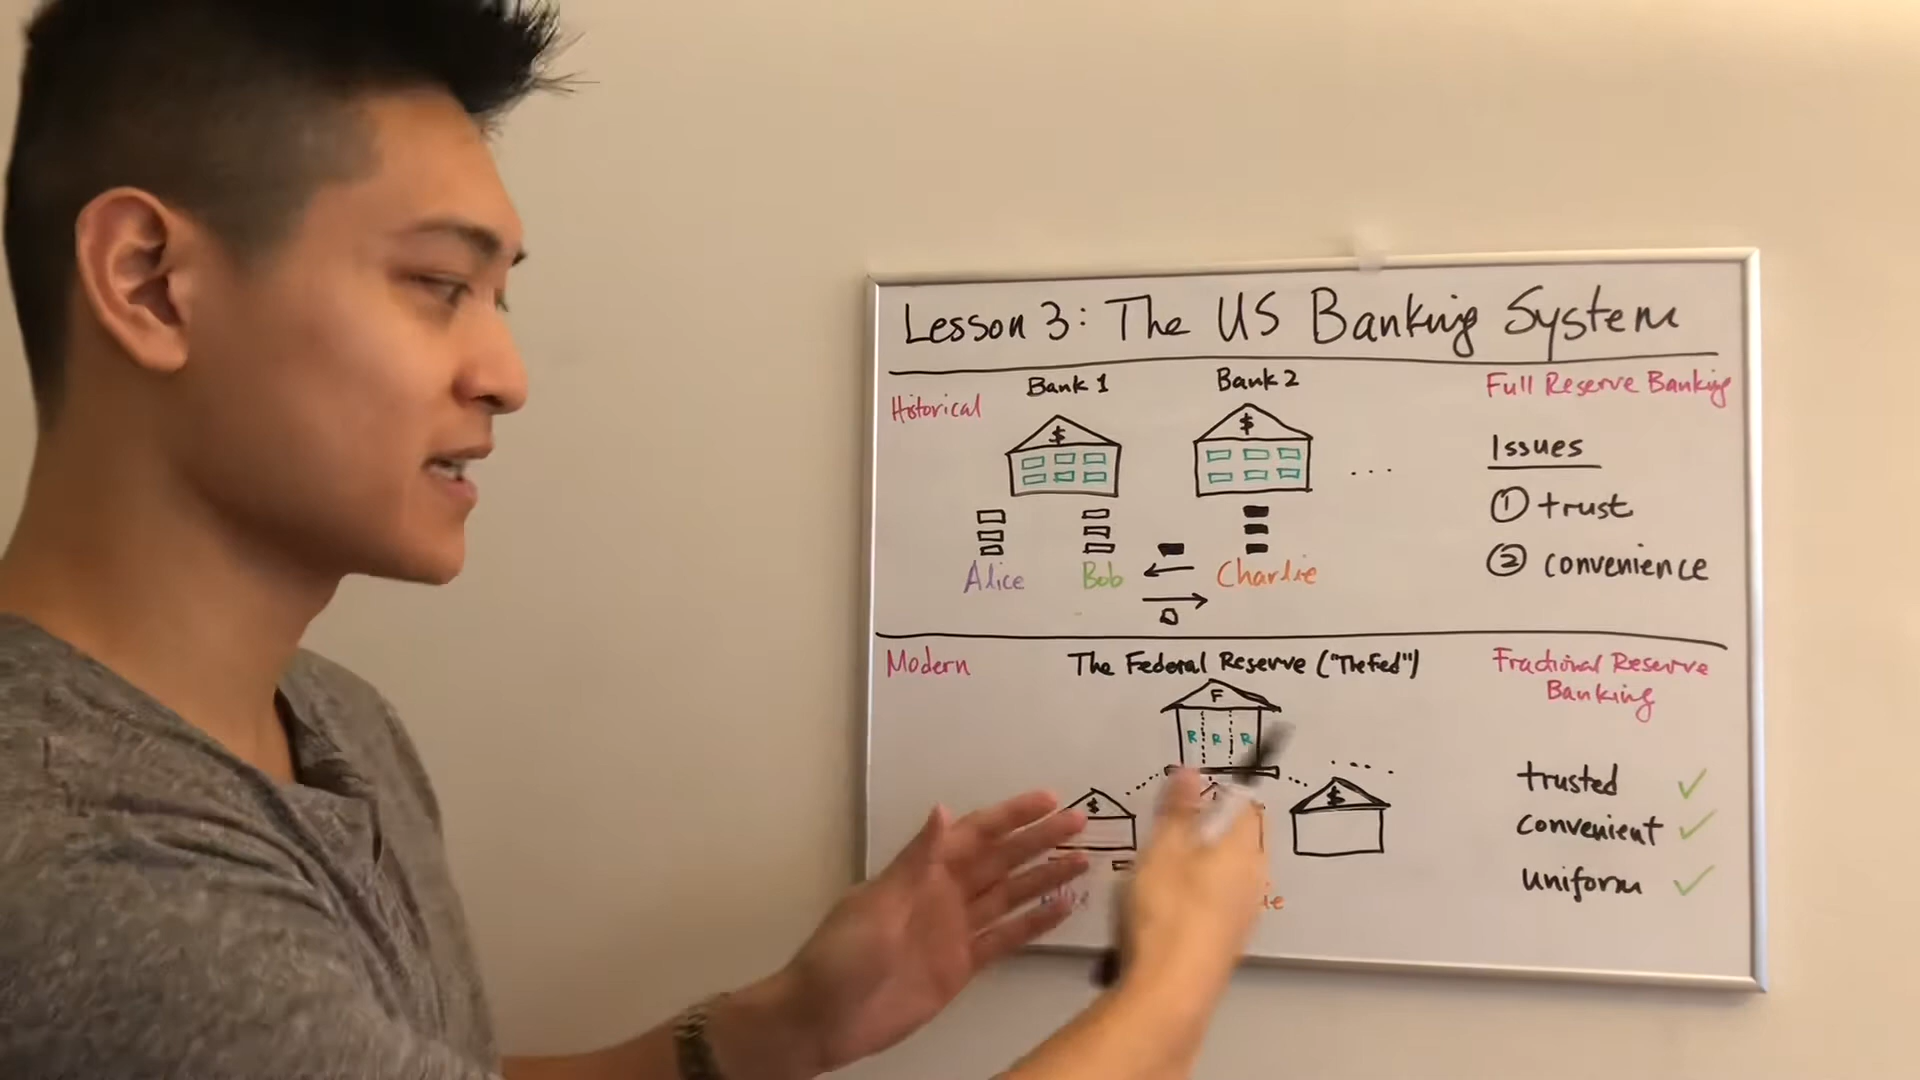 Lesson 3: The US Banking System
Historical
Bank 1
Bank 2
Full Reserve Banking
$
$
...
Issues
① trust
② convenience
Alice
Bob
Charlie
Modern
The Federal Reserve ("The Fed")
Fractional Reserve
Banking
F
R R R
$
$
trusted ✓
convenient ✓
uniform ✓